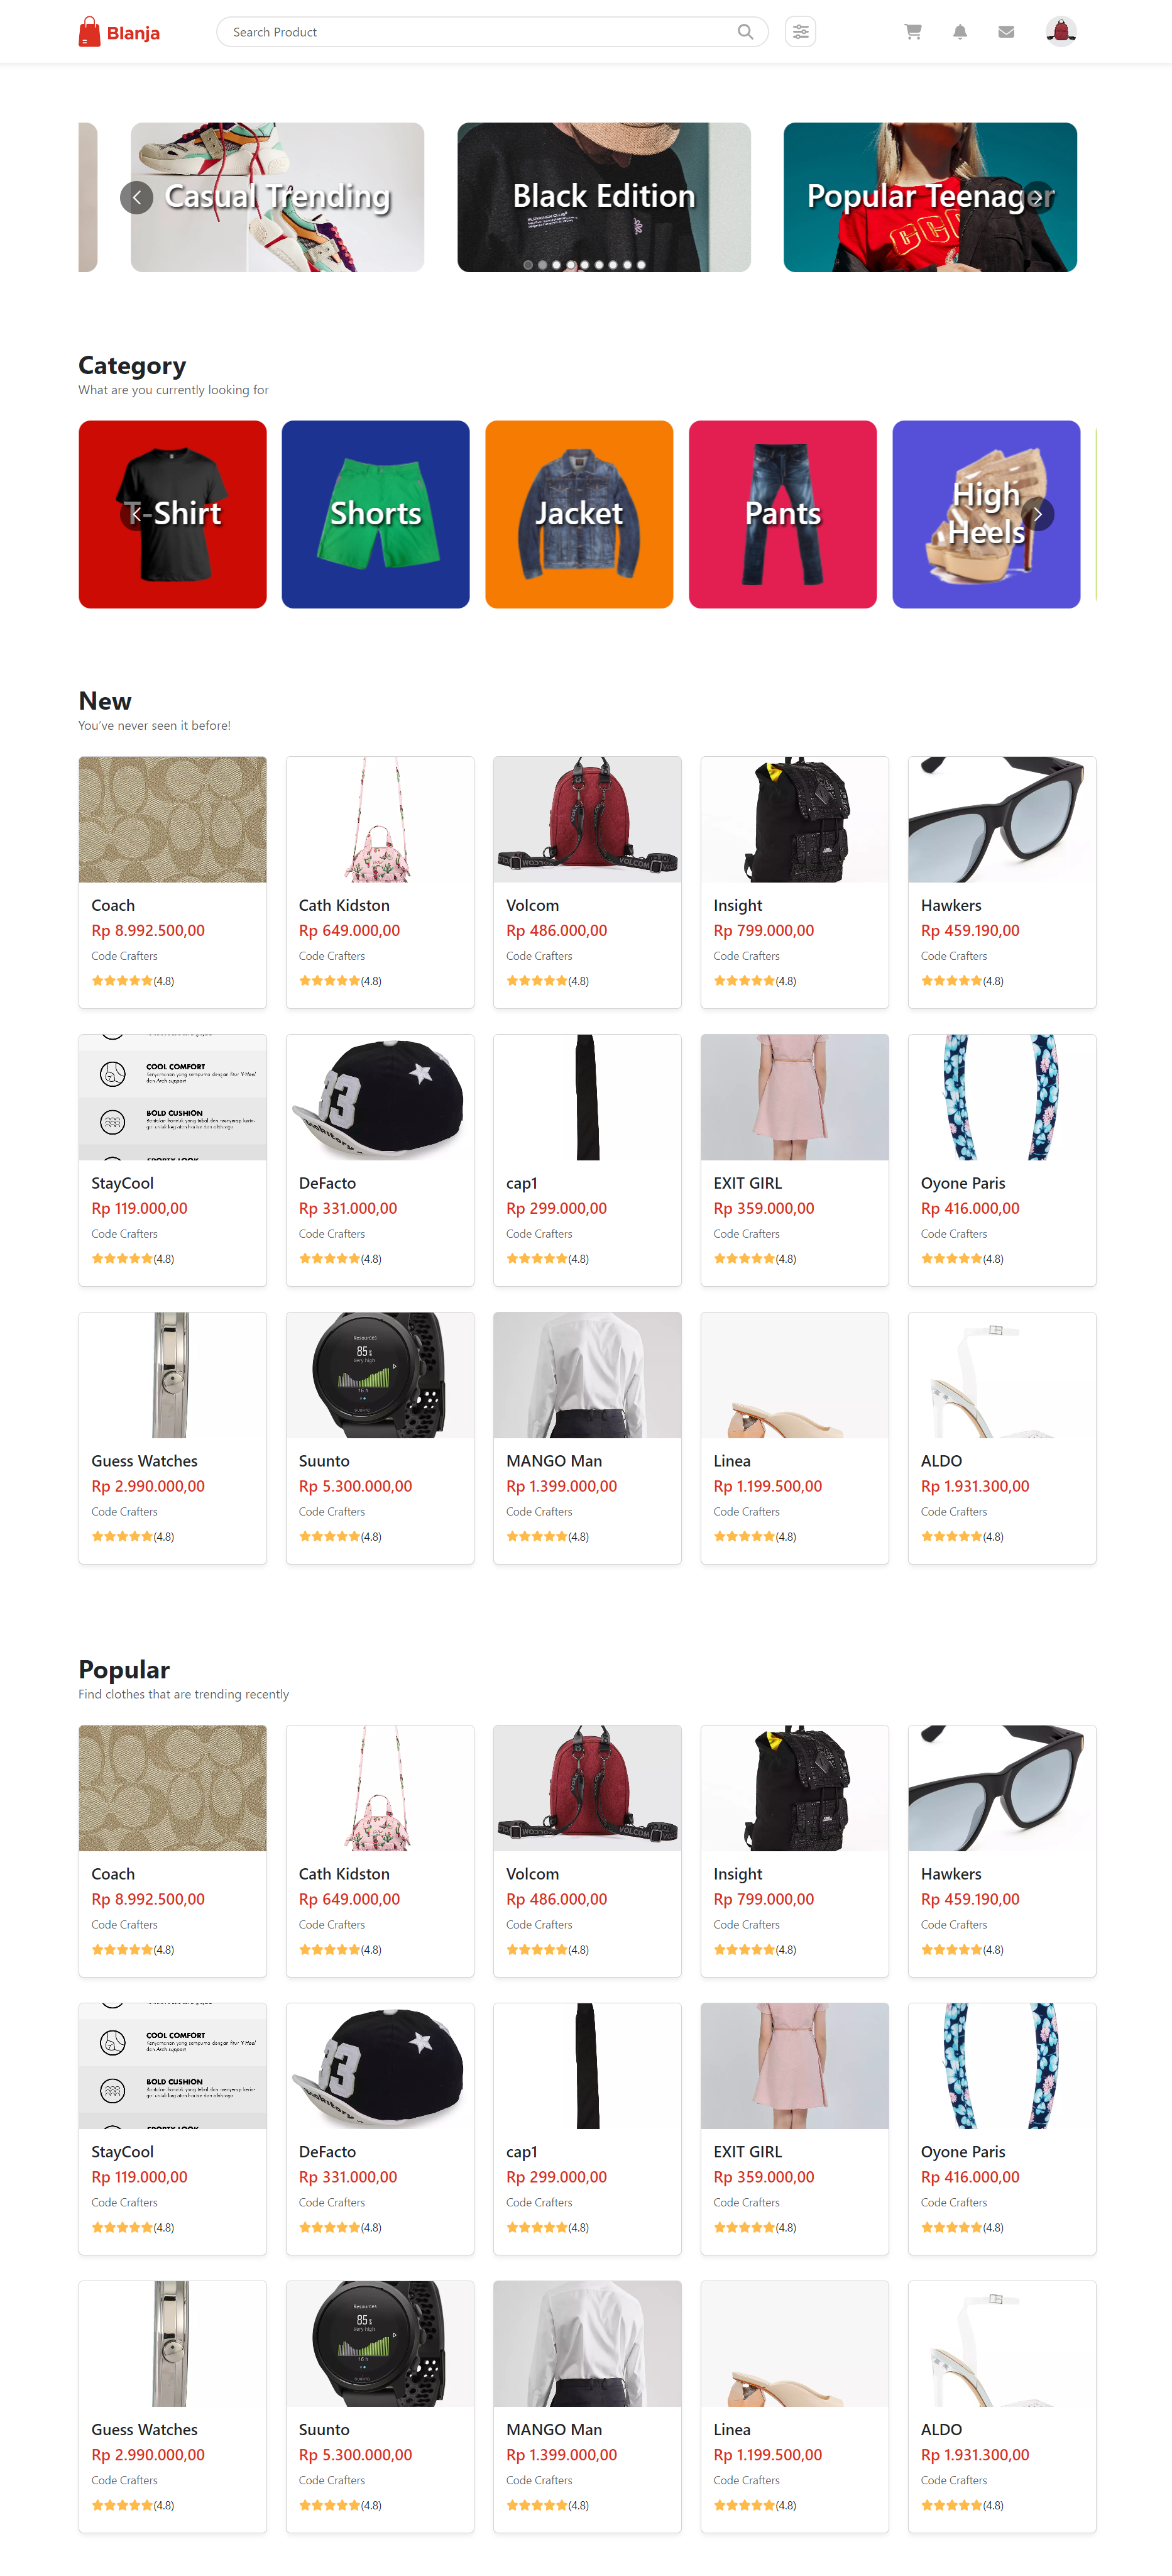 Blanja
Search Product
Casual Trending
Black Edition
Popular Teenager
Category
What are you currently looking for
T-Shirt
Shorts
Jacket
Pants
High
Heels
New
You've never seen it before!
VOLCOM
Coach
Rp 8.992.500,00
Code Crafters
(4.8)
Cath Kidston
Rp 649.000,00
Code Crafters
(4.8)
Volcom
Rp 486.000,00
Code Crafters
(4.8)
Insight
Rp 799.000,00
Code Crafters
(4.8)
Hawkers
Rp 459.190,00
Code Crafters
(4.8)
COOL COMFORT
BOLD CUSHION
33
StayCool
Rp 119.000,00
Code Crafters
(4.8)
DeFacto
Rp 331.000,00
Code Crafters
(4.8)
cap1
Rp 299.000,00
Code Crafters
(4.8)
EXIT GIRL
Rp 359.000,00
Code Crafters
(4.8)
Oyone Paris
Rp 416.000,00
Code Crafters
(4.8)
Resources
85%
Very high
16 h
Guess Watches
Rp 2.990.000,00
Code Crafters
(4.8)
Suunto
Rp 5.300.000,00
Code Crafters
(4.8)
MANGO Man
Rp 1.399.000,00
Code Crafters
(4.8)
Linea
Rp 1.199.500,00
Code Crafters
(4.8)
ALDO
Rp 1.931.300,00
Code Crafters
(4.8)
Popular
Find clothes that are trending recently
VOLCOM
Coach
Rp 8.992.500,00
Code Crafters
(4.8)
Cath Kidston
Rp 649.000,00
Code Crafters
(4.8)
Volcom
Rp 486.000,00
Code Crafters
(4.8)
Insight
Rp 799.000,00
Code Crafters
(4.8)
Hawkers
Rp 459.190,00
Code Crafters
(4.8)
COOL COMFORT
BOLD CUSHION
33
StayCool
Rp 119.000,00
Code Crafters
(4.8)
DeFacto
Rp 331.000,00
Code Crafters
(4.8)
cap1
Rp 299.000,00
Code Crafters
(4.8)
EXIT GIRL
Rp 359.000,00
Code Crafters
(4.8)
Oyone Paris
Rp 416.000,00
Code Crafters
(4.8)
Resources
85%
Very high
16 h
Guess Watches
Rp 2.990.000,00
Code Crafters
(4.8)
Suunto
Rp 5.300.000,00
Code Crafters
(4.8)
MANGO Man
Rp 1.399.000,00
Code Crafters
(4.8)
Linea
Rp 1.199.500,00
Code Crafters
(4.8)
ALDO
Rp 1.931.300,00
Code Crafters
(4.8)